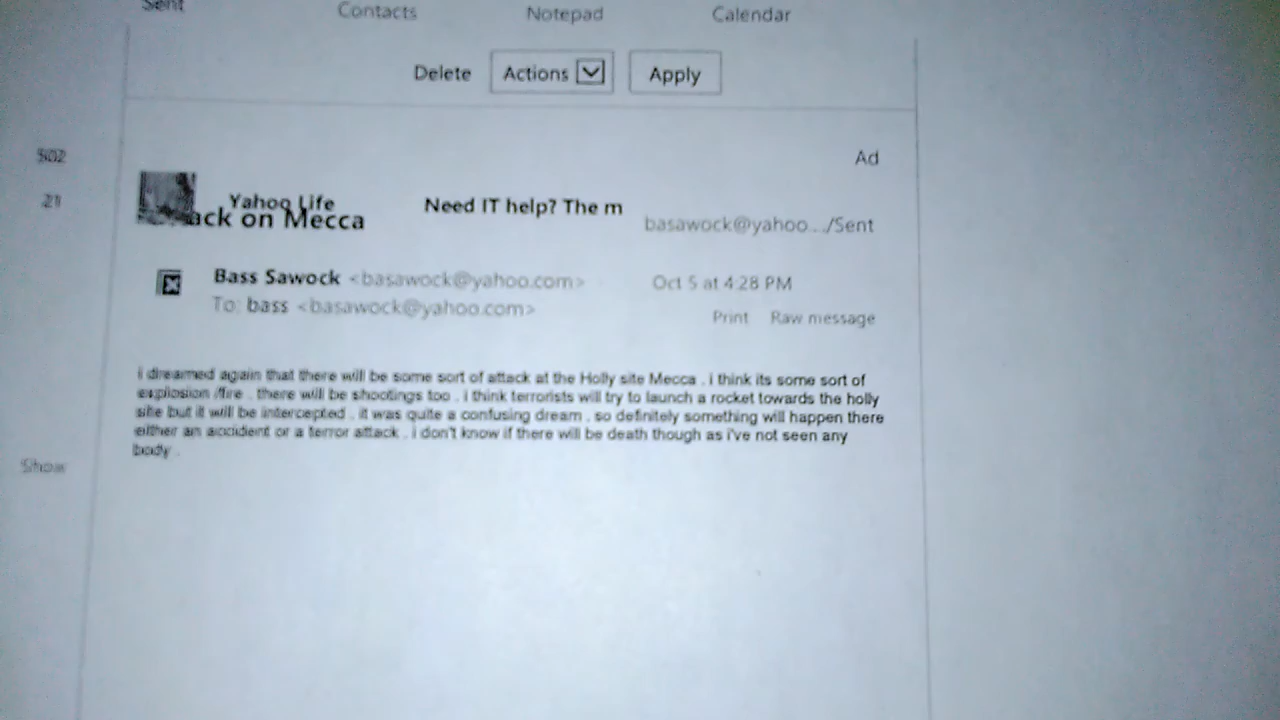 Sent
Contacts Notepad Calendar
Delete Actions Apply
502
Ad
21
Yahoo Life Need IT help? The m
ack on Mecca basawock@yahoo.../Sent
Bass Sawock <basawock@yahoo.com> Oct 5 at 4:28 PM
To: bass <basawock@yahoo.com>
Print Raw message
i dreamed again that there will be some sort of attack at the Holly site Mecca . i think its some sort of
explosion /fire . there will be shootings too . i think terrorists will try to launch a rocket towards the holly
site but it will be intercepted . it was quite a confusing dream . so definitely something will happen there
either an accident or a terror attack . i don't know if there will be death though as i've not seen any
body .
Show